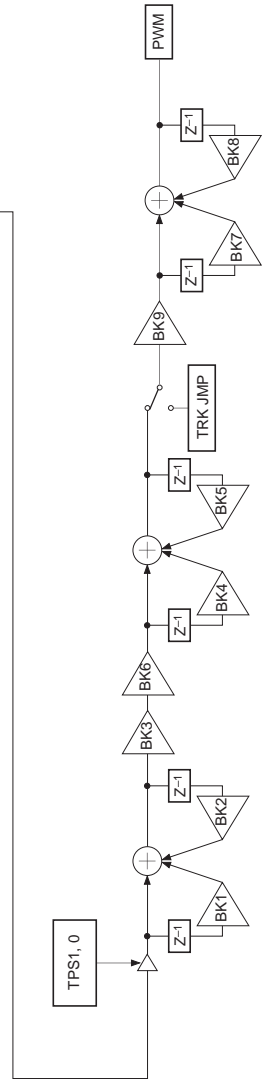 TPS1, 0
Z⁻¹
BK1
Z⁻¹
BK2
BK3
BK6
Z⁻¹
BK4
Z⁻¹
BK5
TRK JMP
BK9
Z⁻¹
BK7
Z⁻¹
BK8
PWM